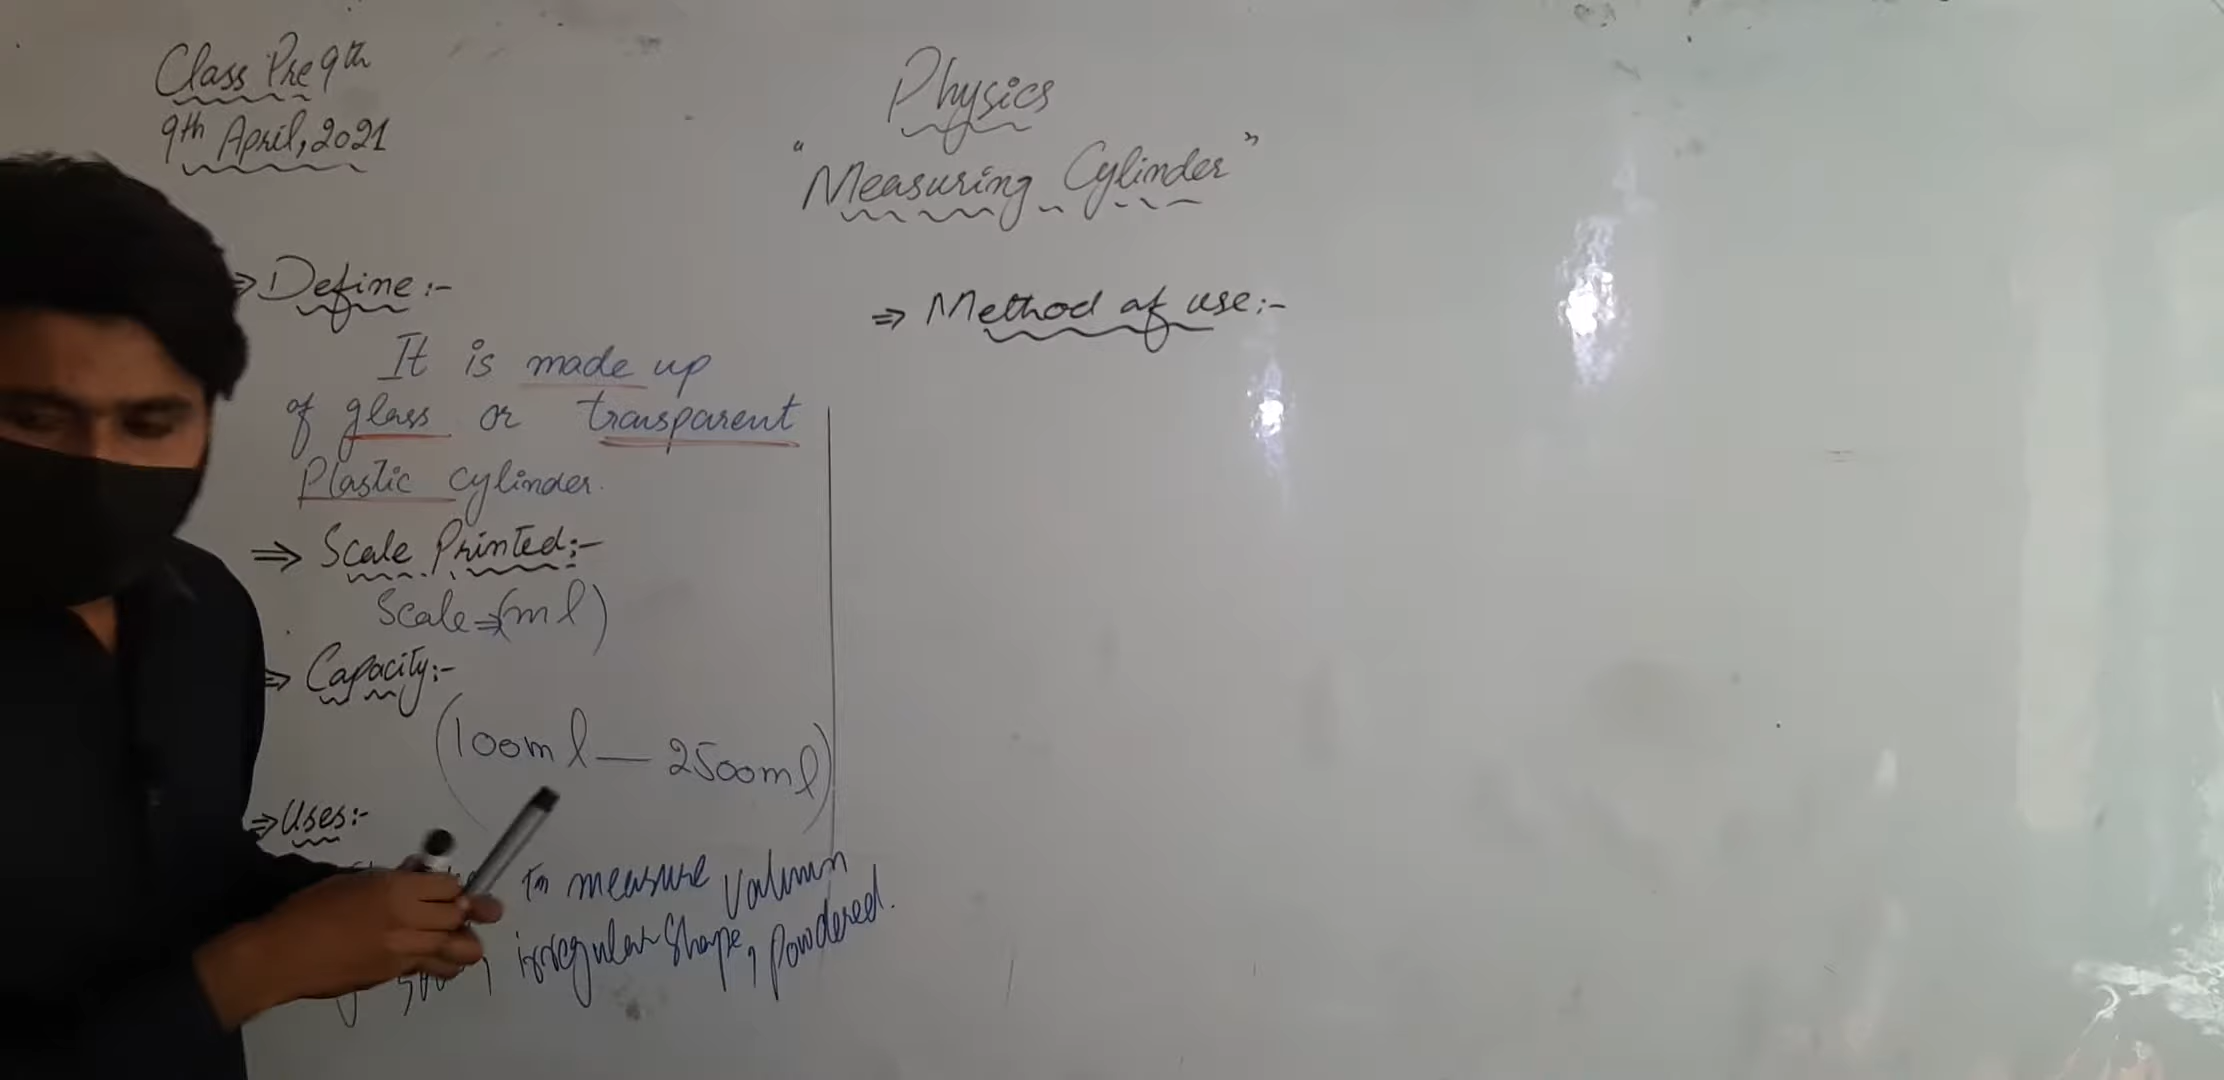 Class Pre 9th
9th April, 2021
Physics
"Measuring Cylinder"
⇒ Define:-
It is made up
of glass or transparent
Plastic cylinder.
⇒ Scale Printed:-
Scale ⇒ (ml)
⇒ Capacity:-
(100ml — 2500ml)
⇒ Uses:-
to measure
irregular shape, powdered.
⇒ Method of use:-